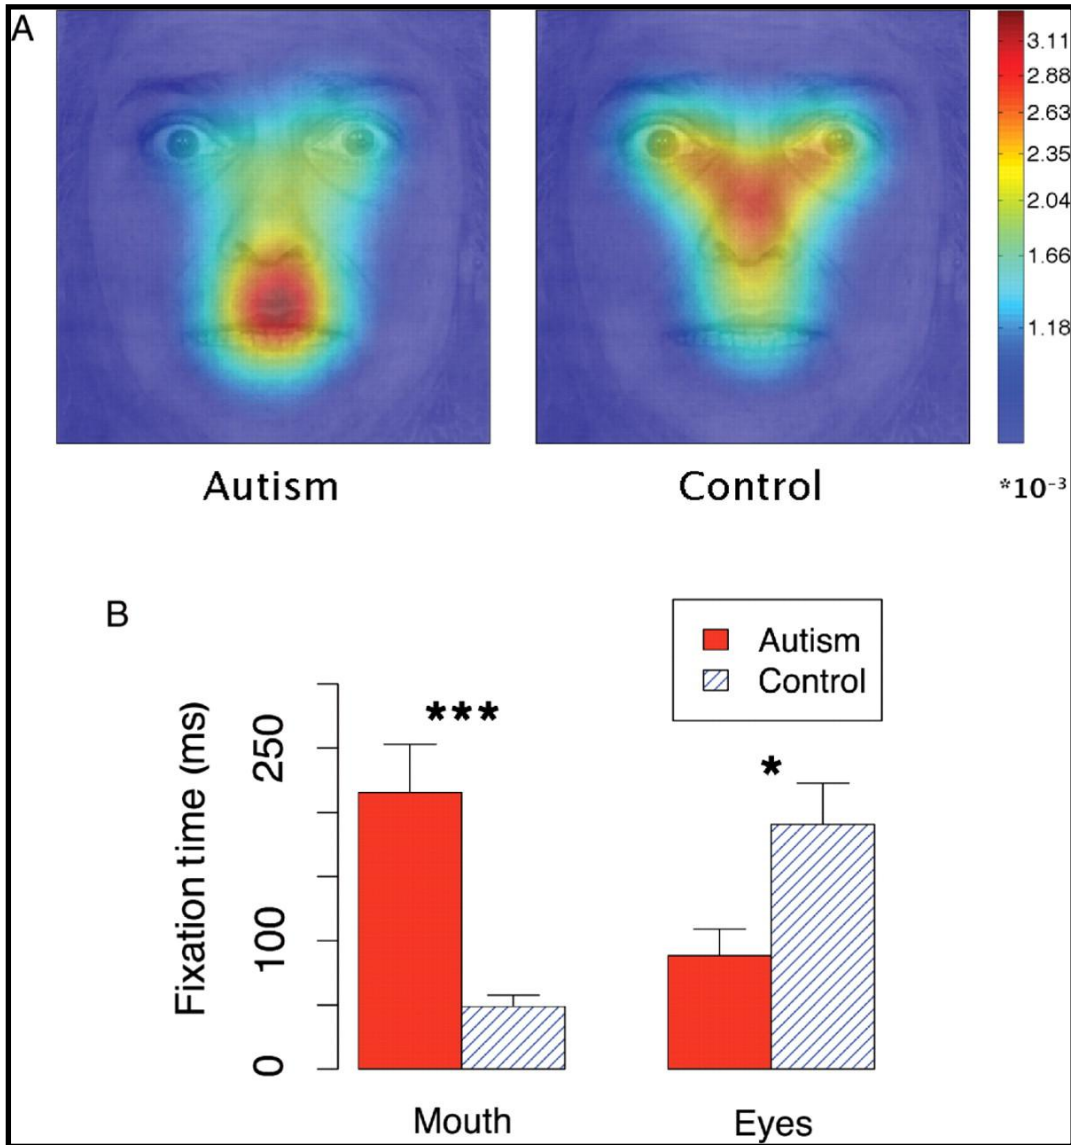 A
3.11
2.88
2.63
2.35
2.04
1.66
1.18
Autism
Control
*10⁻³
B
Autism
Control
***
*
Fixation time (ms)
250
100
0
Mouth
Eyes